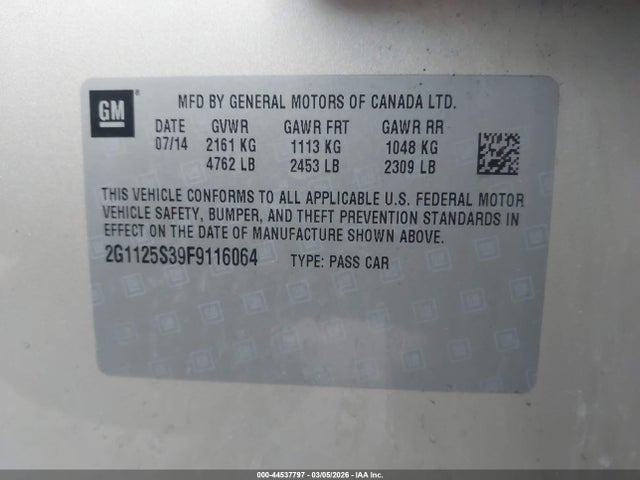 GM
MFD BY GENERAL MOTORS OF CANADA LTD.
DATE GVWR GAWR FRT GAWR RR
07/14 2161 KG 1113 KG 1048 KG
4762 LB 2453 LB 2309 LB
THIS VEHICLE CONFORMS TO ALL APPLICABLE U.S. FEDERAL MOTOR
VEHICLE SAFETY, BUMPER, AND THEFT PREVENTION STANDARDS IN
EFFECT ON THE DATE OF MANUFACTURE SHOWN ABOVE.
2G1125S39F9116064 TYPE: PASS CAR
000-44537797 - 03/05/2026 - IAA Inc.